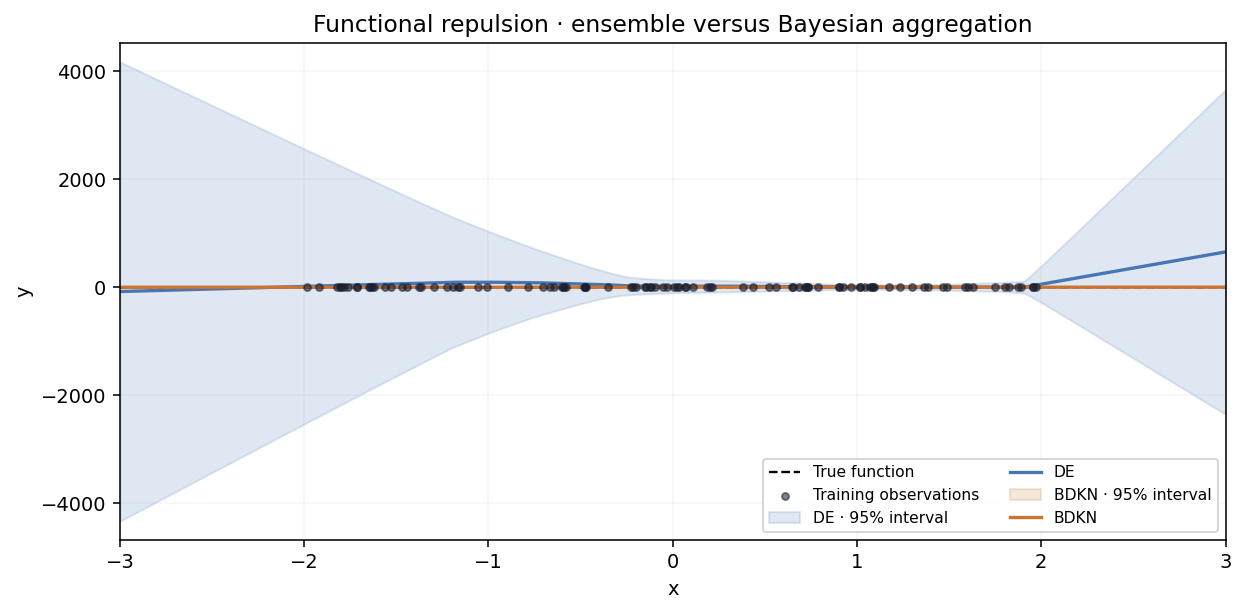 Functional repulsion · ensemble versus Bayesian aggregation
y
4000
2000
0
−2000
−4000
True function
Training observations
DE · 95% interval
DE
BDKN · 95% interval
BDKN
−3 −2 −1 0 1 2 3
x